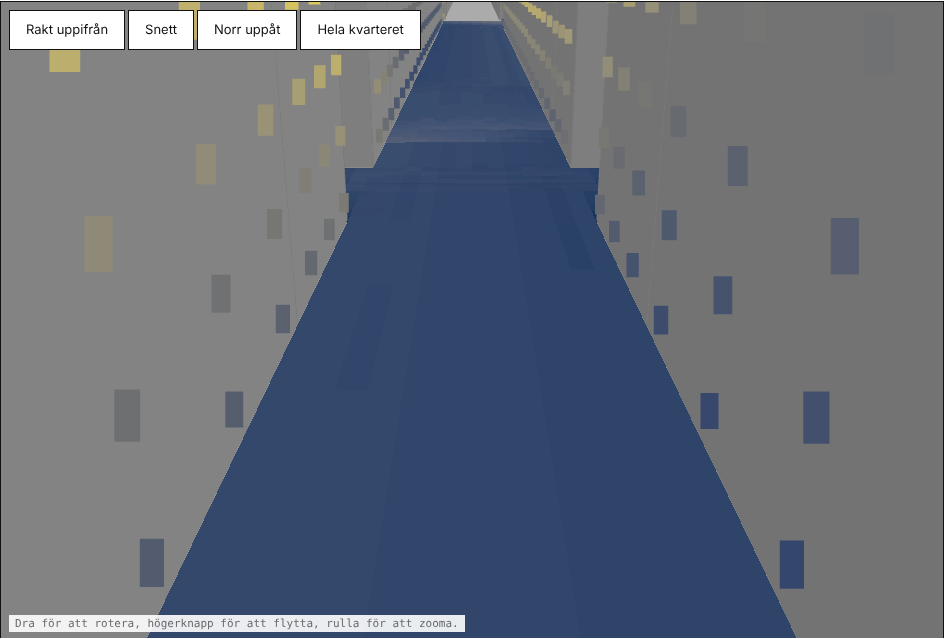 Rakt uppifrån
Snett
Norr uppåt
Hela kvarteret
Dra för att rotera, högerknapp för att flytta, rulla för att zooma.